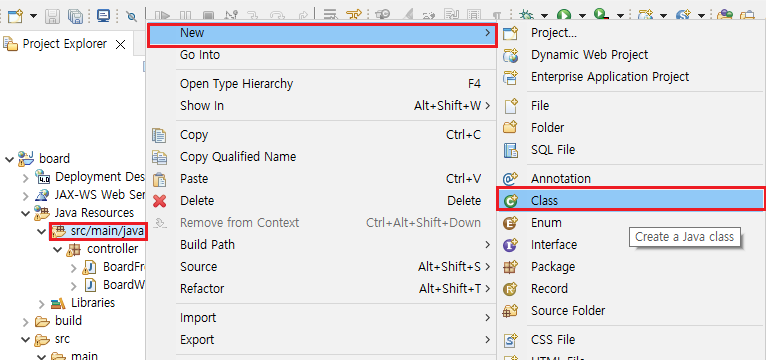 Project Explorer
board
Deployment Des
JAX-WS Web Ser
Java Resources
src/main/java
controller
BoardFr
BoardW
Libraries
build
src
main
New
Go Into
Open Type Hierarchy F4
Show In Alt+Shift+W
Copy Ctrl+C
Copy Qualified Name
Paste Ctrl+V
Delete Delete
Remove from Context Ctrl+Alt+Shift+Down
Build Path
Source Alt+Shift+S
Refactor Alt+Shift+T
Import
Export
Project...
Dynamic Web Project
Enterprise Application Project
File
Folder
SQL File
Annotation
Class
Enum
Interface
Create a Java class
Package
Record
Source Folder
CSS File
HTML File